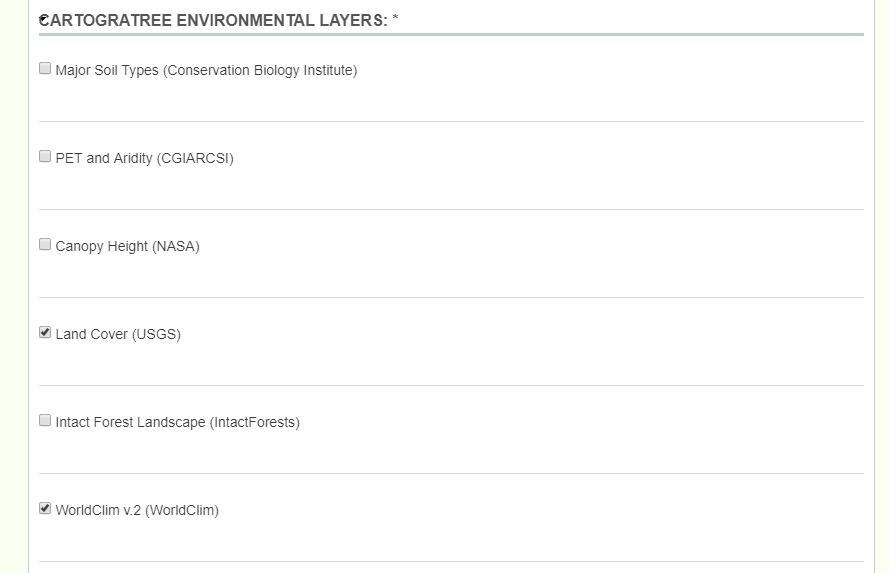 CARTOGRATREE ENVIRONMENTAL LAYERS: *
Major Soil Types (Conservation Biology Institute)
PET and Aridity (CGIARCSI)
Canopy Height (NASA)
Land Cover (USGS)
Intact Forest Landscape (IntactForests)
WorldClim v.2 (WorldClim)